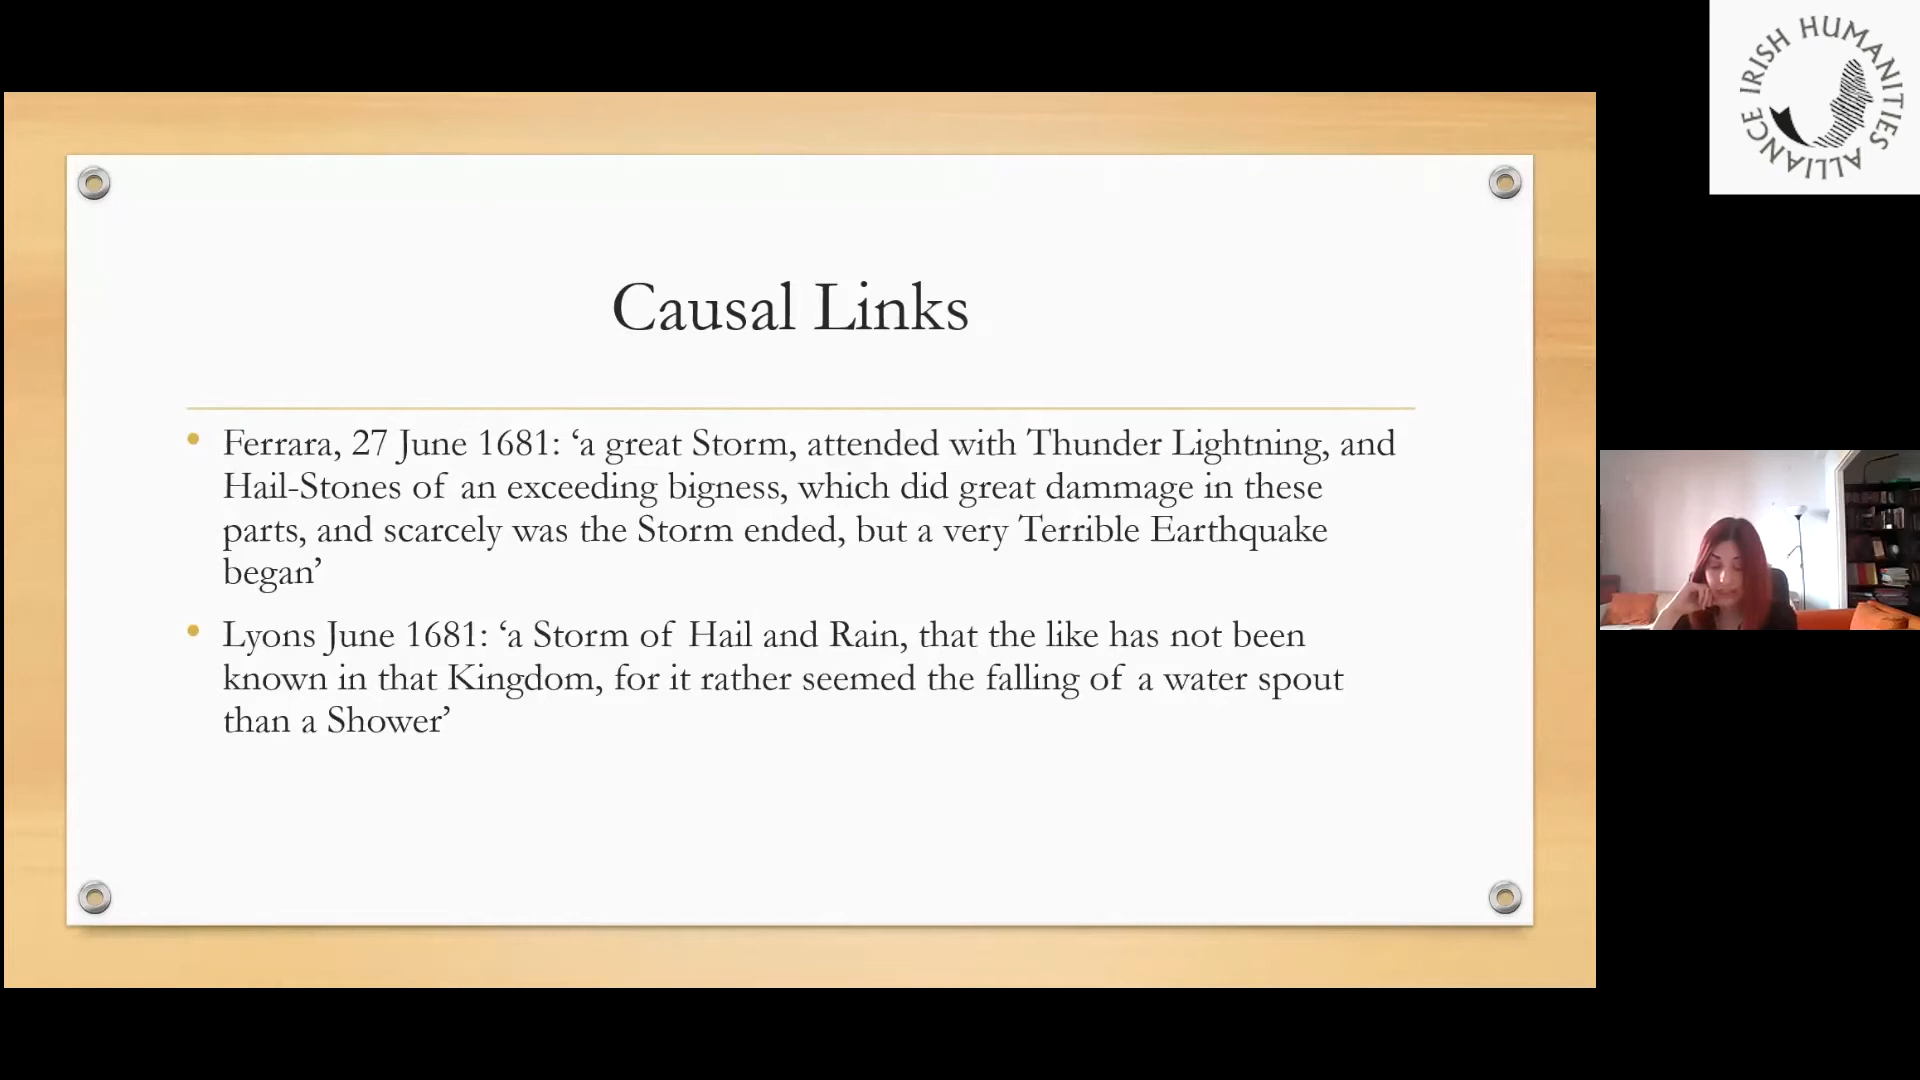 IRISH HUMANITIES ALLIANCE
Causal Links
Ferrara, 27 June 1681: ‘a great Storm, attended with Thunder Lightning, and
Hail-Stones of an exceeding bigness, which did great dammage in these
parts, and scarcely was the Storm ended, but a very Terrible Earthquake
began’
Lyons June 1681: ‘a Storm of Hail and Rain, that the like has not been
known in that Kingdom, for it rather seemed the falling of a water spout
than a Shower’